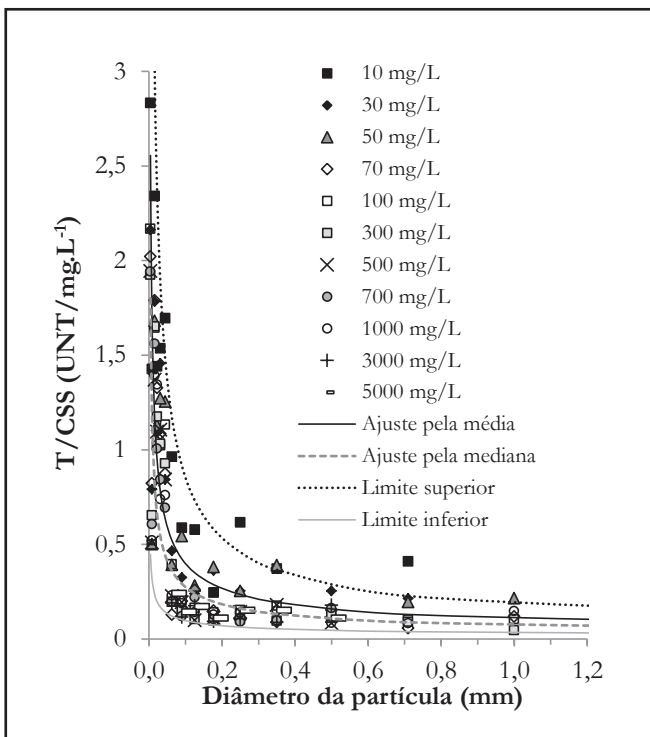 3
2,5
2
1,5
1
0,5
0
T/CSS (UNT/mg.L⁻¹)
10 mg/L
30 mg/L
50 mg/L
70 mg/L
100 mg/L
300 mg/L
500 mg/L
700 mg/L
1000 mg/L
3000 mg/L
5000 mg/L
Ajuste pela média
Ajuste pela mediana
Limite superior
Limite inferior
0,0 0,2 0,4 0,6 0,8 1,0 1,2
Diâmetro da partícula (mm)